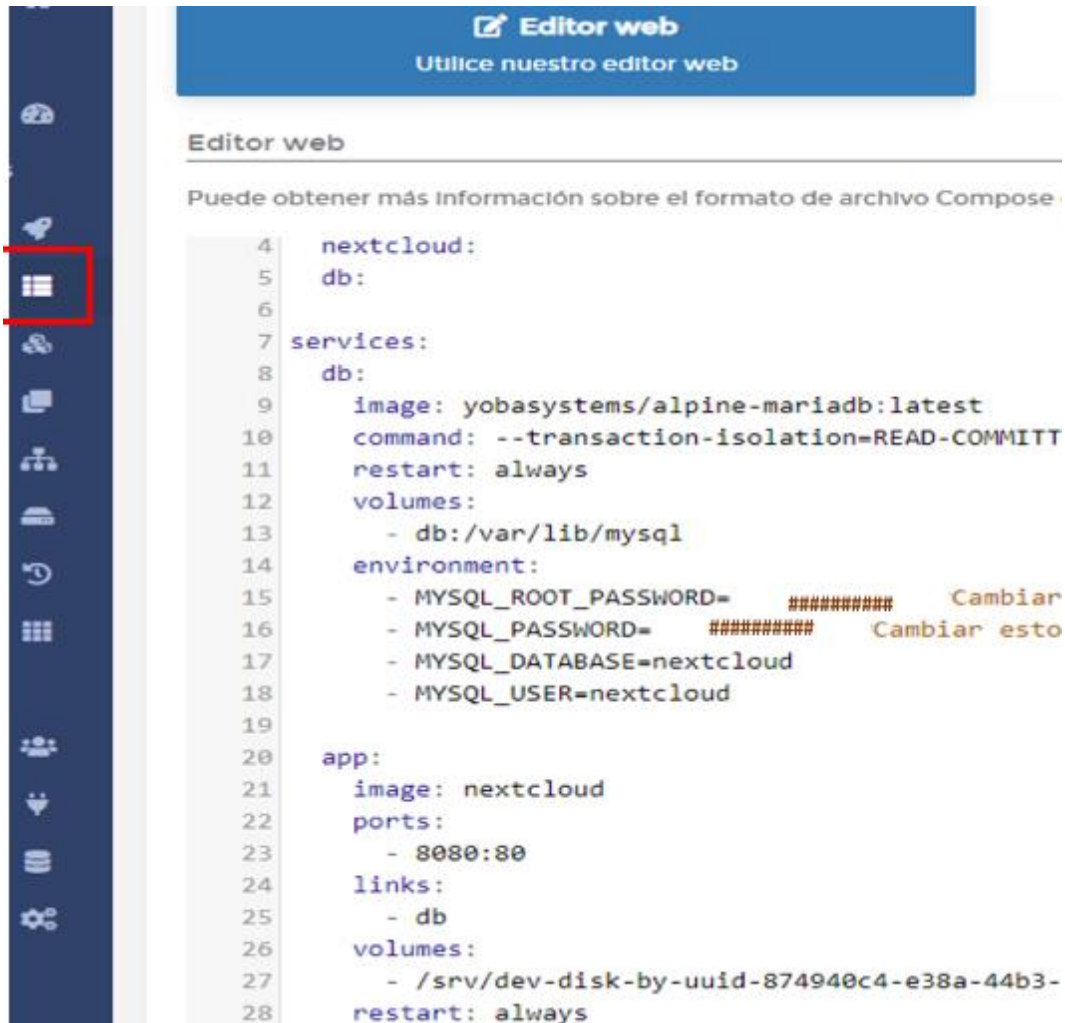 Editor web
Utilice nuestro editor web
Editor web
Puede obtener más información sobre el formato de archivo Compose
4 nextcloud:
5 db:
6
7 services:
8 db:
9 image: yobasystems/alpine-mariadb:latest
10 command: --transaction-isolation=READ-COMMITT
11 restart: always
12 volumes:
13 - db:/var/lib/mysql
14 environment:
15 - MYSQL_ROOT_PASSWORD= ########## Cambiar
16 - MYSQL_PASSWORD= ########## Cambiar esto
17 - MYSQL_DATABASE=nextcloud
18 - MYSQL_USER=nextcloud
19
20 app:
21 image: nextcloud
22 ports:
23 - 8080:80
24 links:
25 - db
26 volumes:
27 - /srv/dev-disk-by-uuid-874940c4-e38a-44b3-
28 restart: always